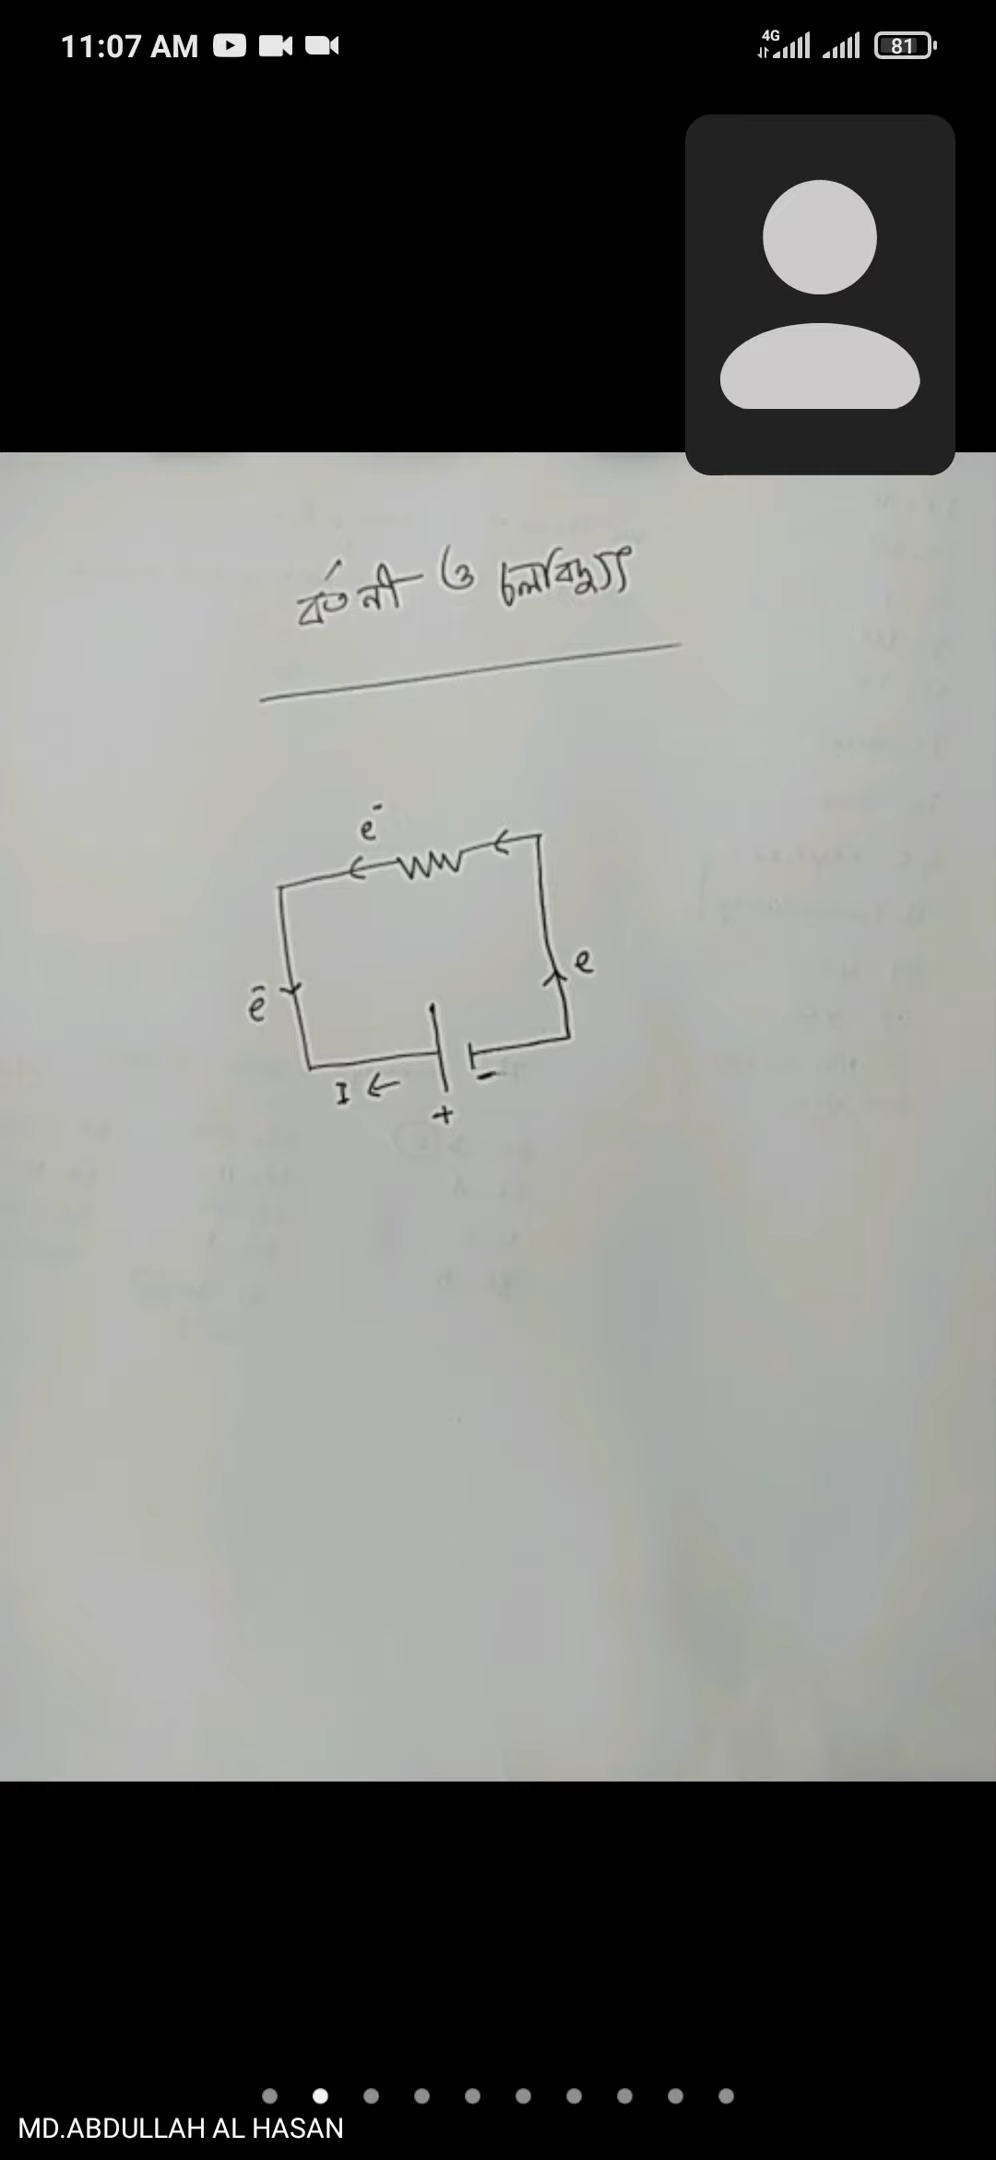 11:07 AM
4G
81
বর্তনী ও চলবিদ্যুৎ
e⁻
e⁻
e
I ←
+
-
MD.ABDULLAH AL HASAN